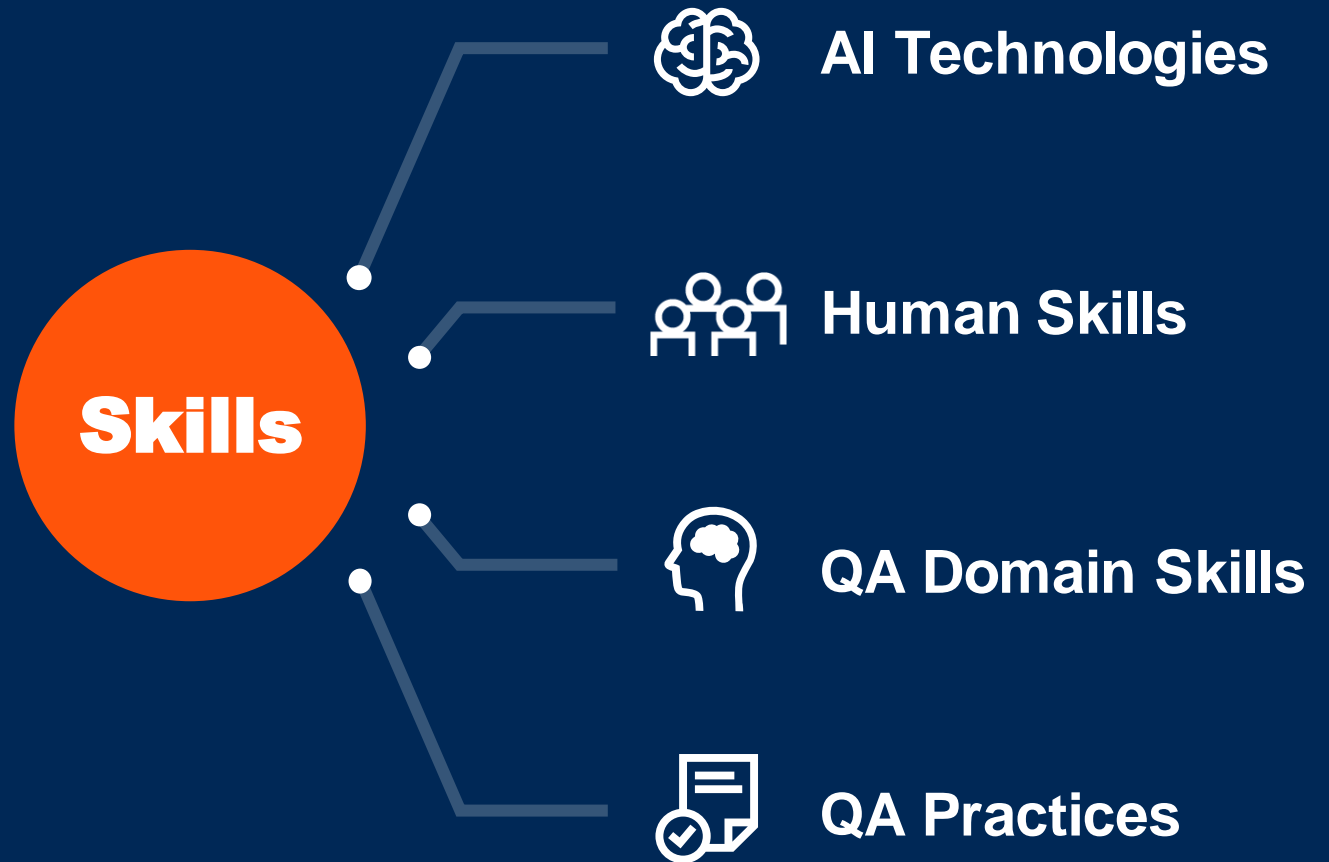 AI Technologies
Human Skills
Skills
QA Domain Skills
QA Practices